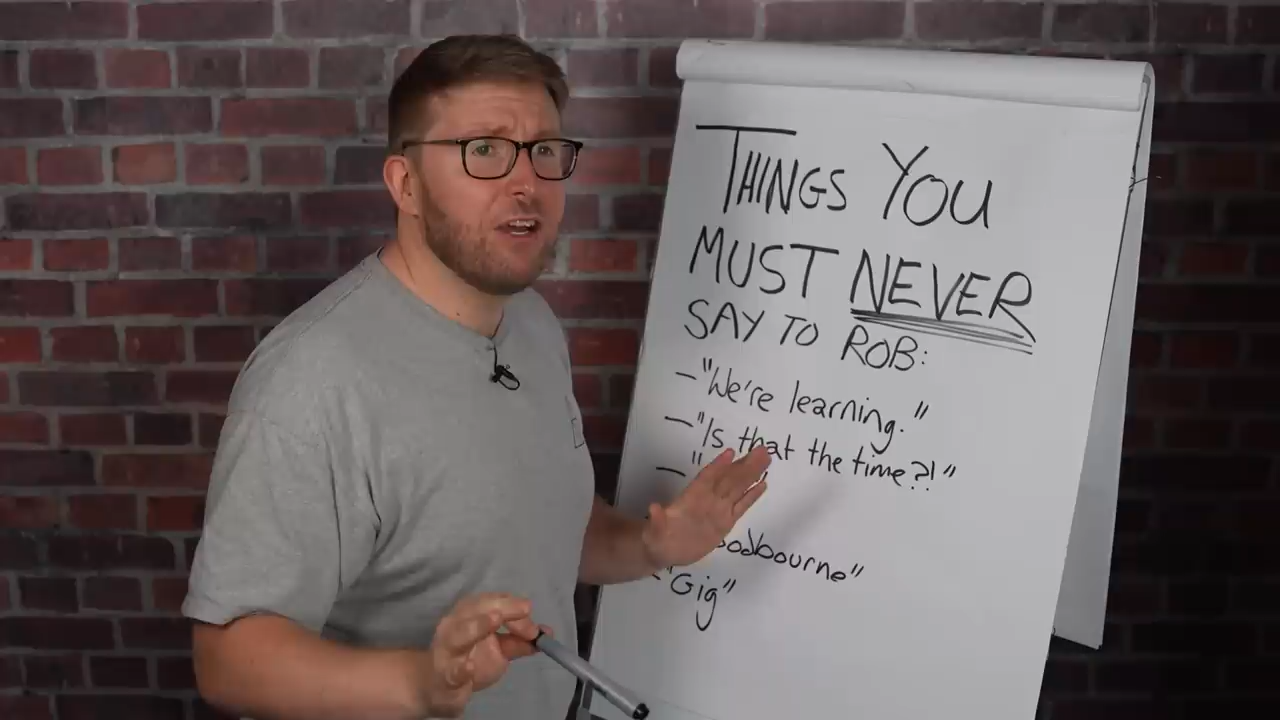 THINGS YOU
MUST NEVER
SAY TO ROB:
- "We're learning."
- "Is that the time?!"
- "
- "Gig"